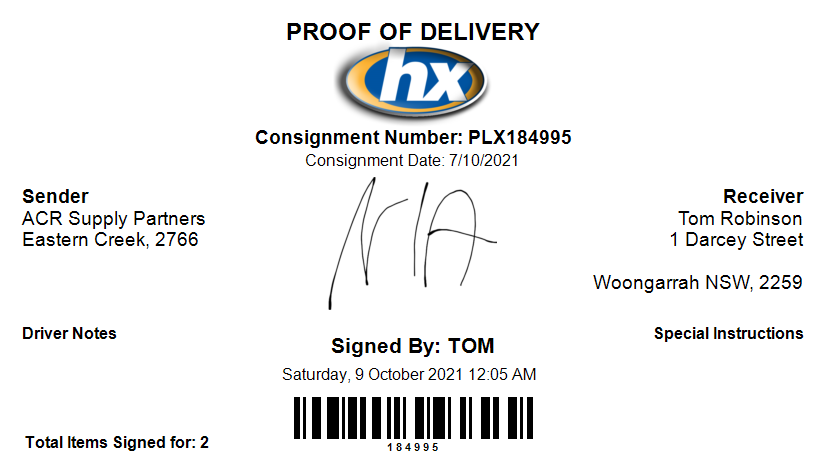 PROOF OF DELIVERY
hx
Consignment Number: PLX184995
Consignment Date: 7/10/2021
Sender
ACR Supply Partners
Eastern Creek, 2766
Receiver
Tom Robinson
1 Darcey Street
Woongarrah NSW, 2259
Driver Notes
Special Instructions
Signed By: TOM
Saturday, 9 October 2021 12:05 AM
184995
Total Items Signed for: 2